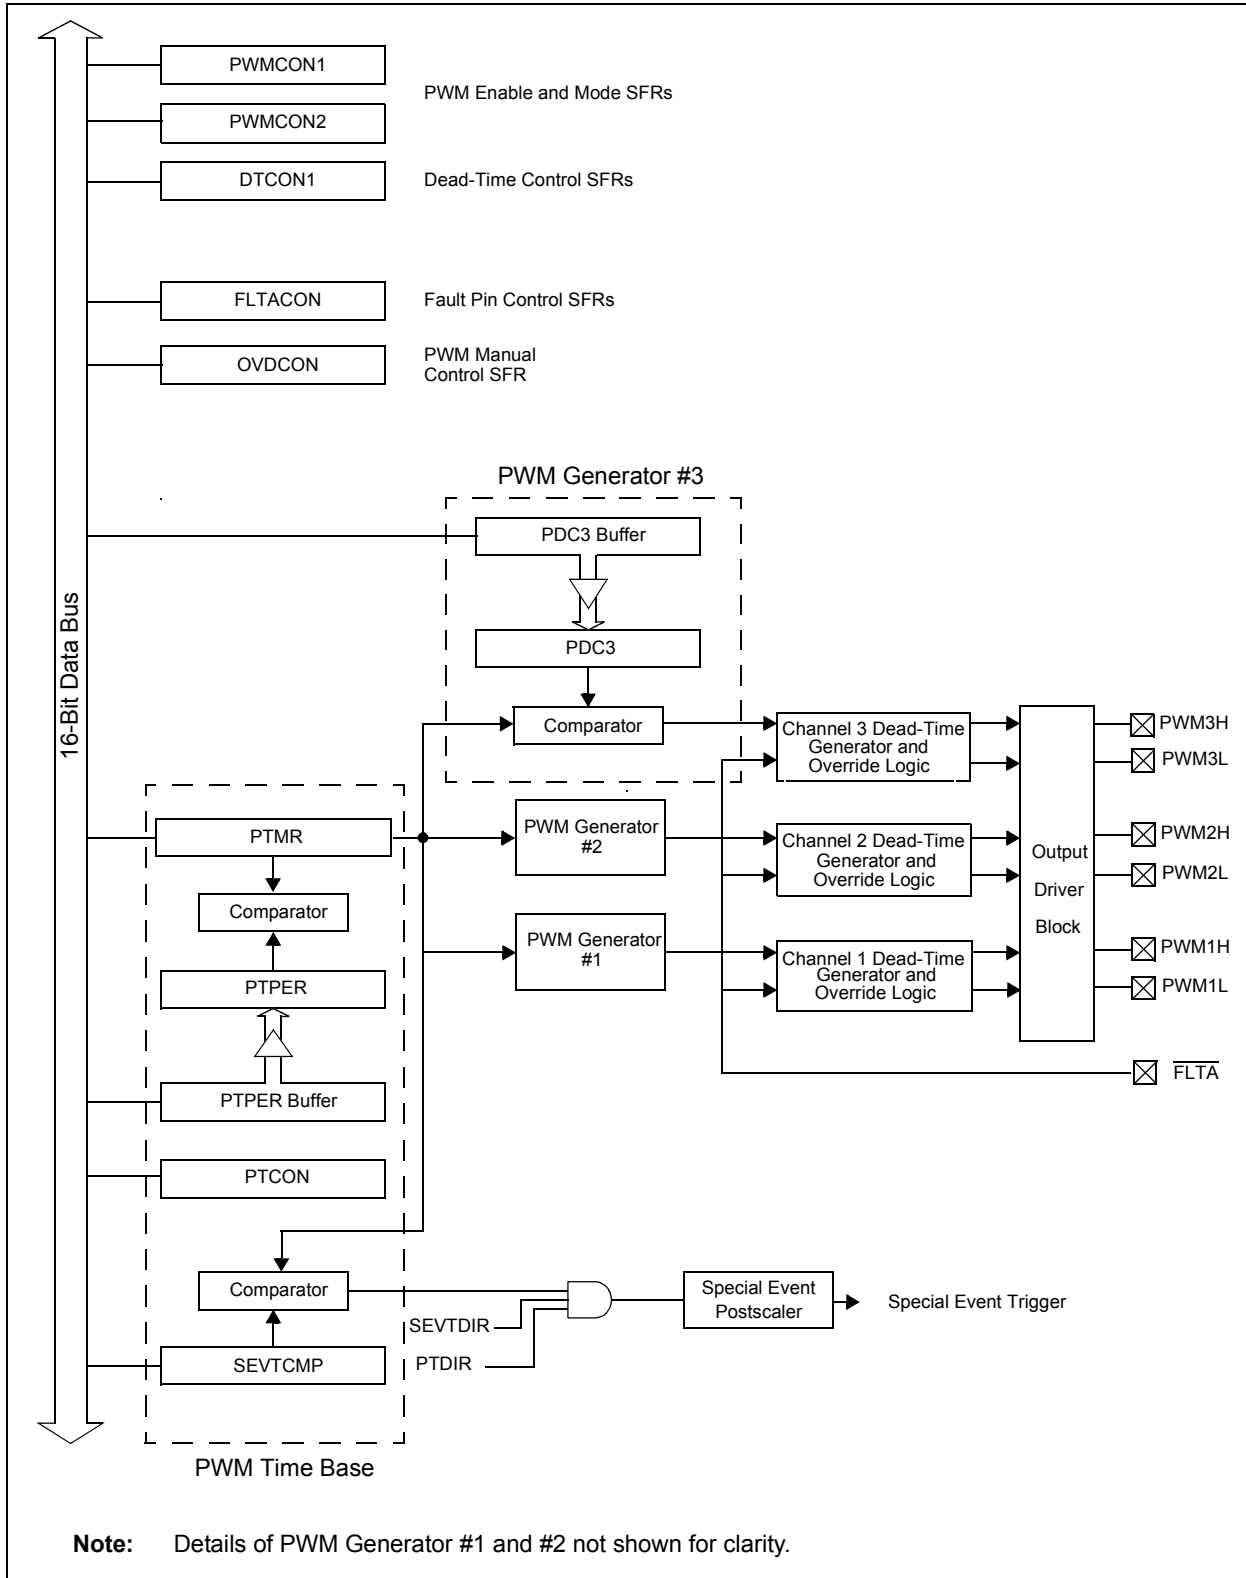 PWMCON1
PWM Enable and Mode SFRs
PWMCON2
DTCON1
Dead-Time Control SFRs
FLTACON
Fault Pin Control SFRs
OVDCON
PWM Manual
Control SFR
16-Bit Data Bus
PWM Generator #3
PDC3 Buffer
PDC3
Comparator
Channel 3 Dead-Time
Generator and
Override Logic
PWM3H
PWM3L
PTMR
PWM Generator
#2
Channel 2 Dead-Time
Generator and
Override Logic
Output
Driver
Block
PWM2H
PWM2L
Comparator
PWM Generator
#1
Channel 1 Dead-Time
Generator and
Override Logic
PWM1H
PWM1L
PTPER
FLTA
PTPER Buffer
PTCON
Comparator
SEVTDIR
PTDIR
Special Event
Postscaler
Special Event Trigger
SEVTCMP
PWM Time Base
Note: Details of PWM Generator #1 and #2 not shown for clarity.